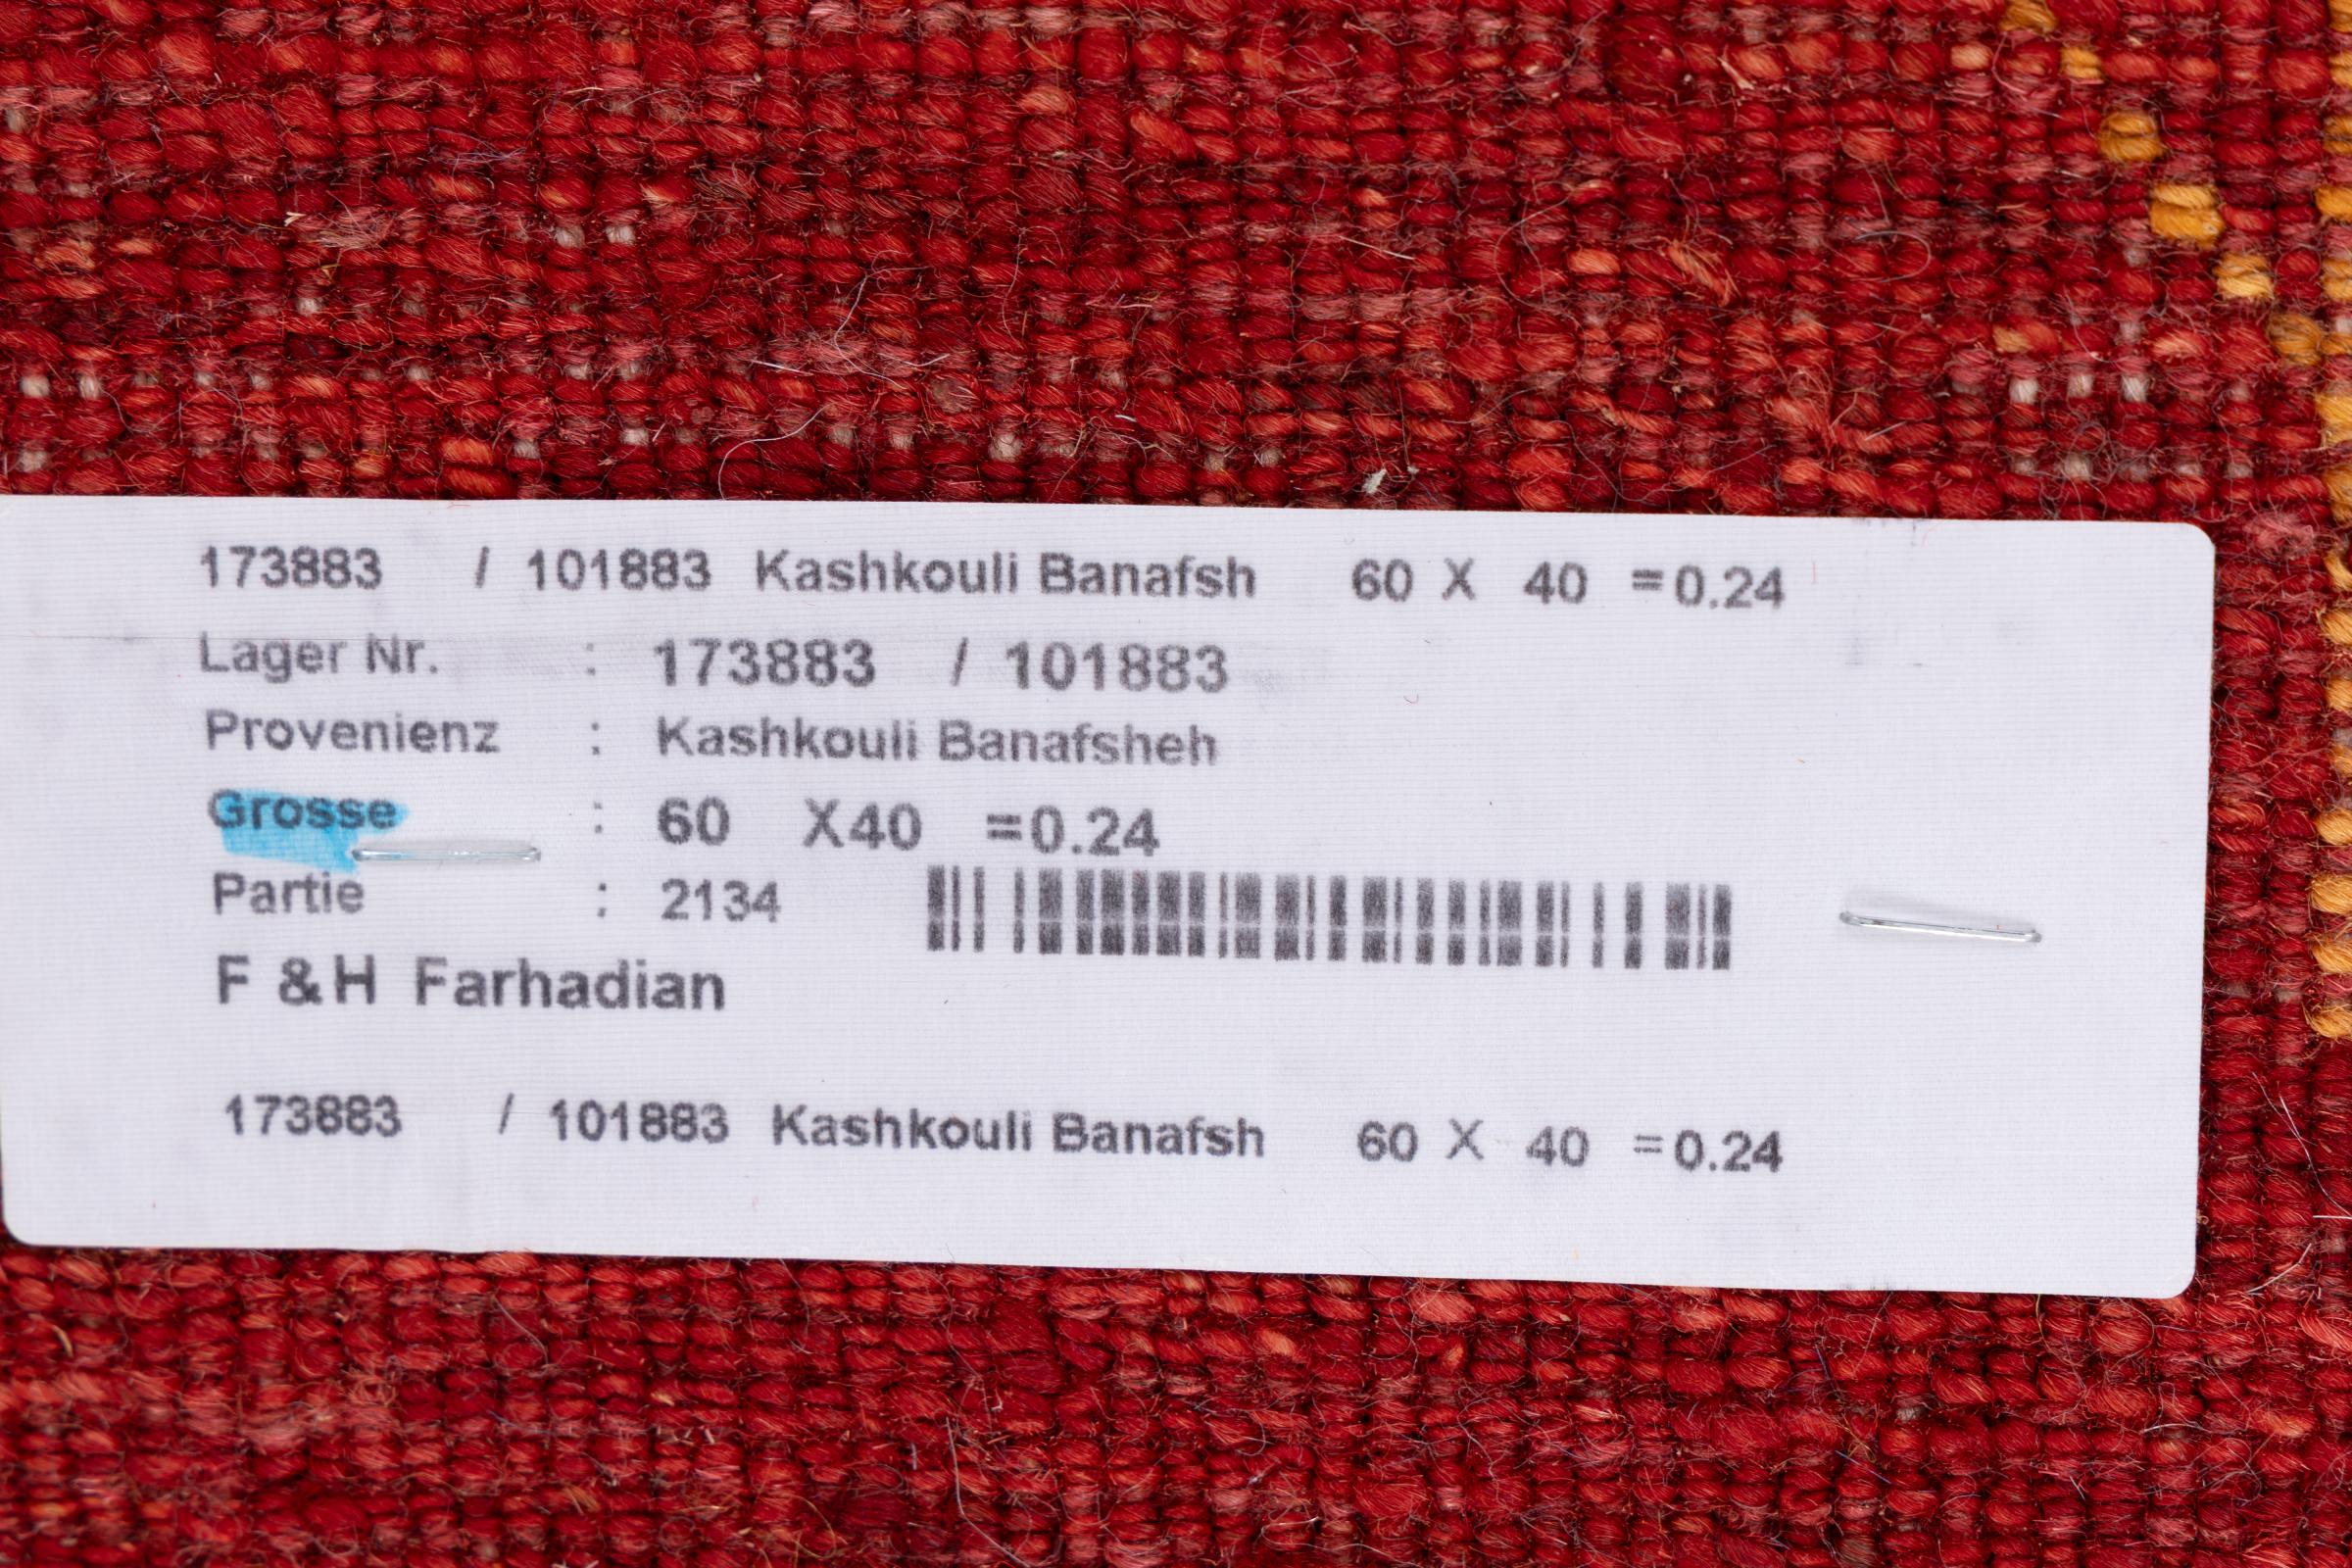 173883 / 101883 Kashkouli Banafsh 60 X 40 =0.24
Lager Nr. : 173883 / 101883
Provenienz : Kashkouli Banafsheh
Grosse : 60 X40 =0.24
Partie : 2134
F &H Farhadian
173883 / 101883 Kashkouli Banafsh 60 X 40 =0.24